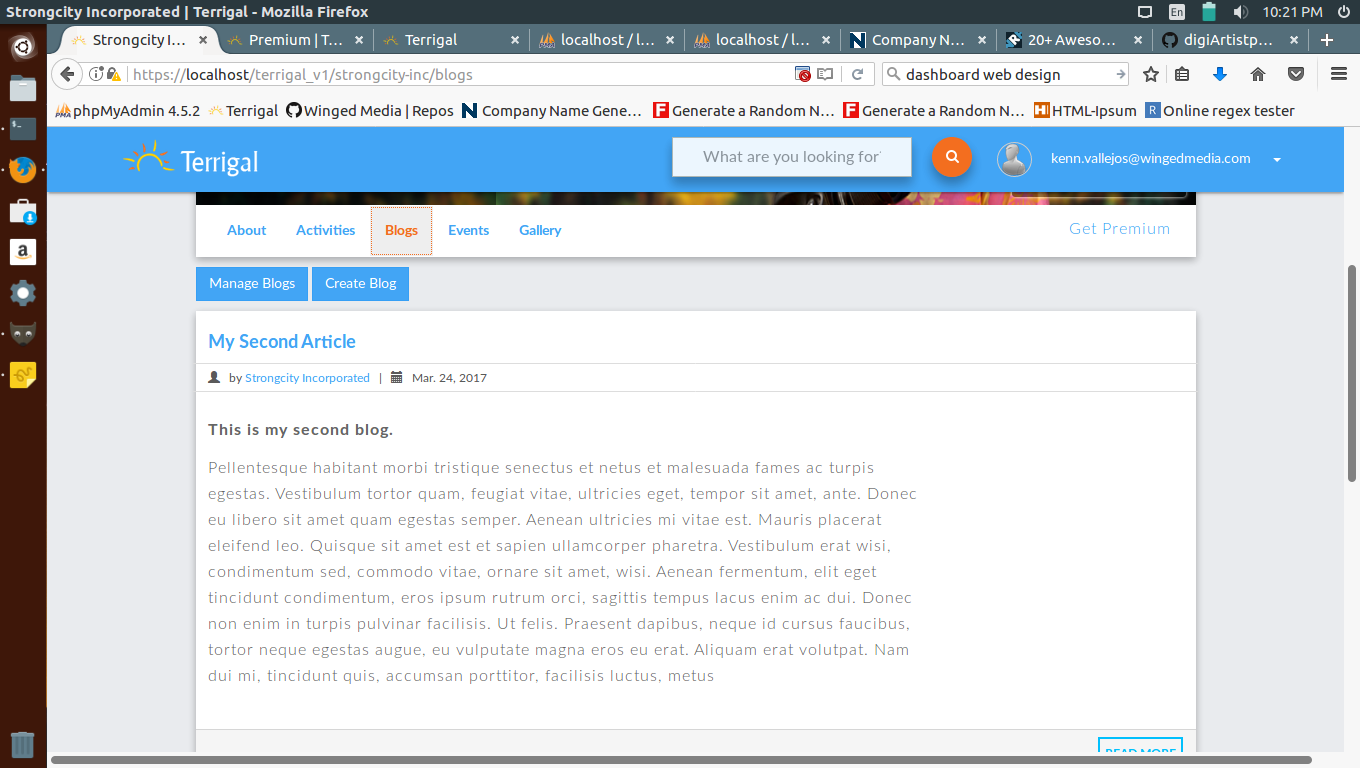 Strongcity Incorporated | Terrigal - Mozilla Firefox
En
10:21 PM
Strongcity I...
Premium | T...
Terrigal
localhost / l...
localhost / l...
Company N...
20+ Aweso...
digiArtistp...
https://localhost/terrigal_v1/strongcity-inc/blogs
dashboard web design
phpMyAdmin 4.5.2
Terrigal
Winged Media | Repos
Company Name Gene...
Generate a Random N...
Generate a Random N...
HTML-Ipsum
Online regex tester
Terrigal
What are you looking for
kenn.vallejos@wingedmedia.com
About
Activities
Blogs
Events
Gallery
Get Premium
Manage Blogs
Create Blog
My Second Article
by Strongcity Incorporated | Mar. 24, 2017
This is my second blog.
Pellentesque habitant morbi tristique senectus et netus et malesuada fames ac turpis
egestas. Vestibulum tortor quam, feugiat vitae, ultricies eget, tempor sit amet, ante. Donec
eu libero sit amet quam egestas semper. Aenean ultricies mi vitae est. Mauris placerat
eleifend leo. Quisque sit amet est et sapien ullamcorper pharetra. Vestibulum erat wisi,
condimentum sed, commodo vitae, ornare sit amet, wisi. Aenean fermentum, elit eget
tincidunt condimentum, eros ipsum rutrum orci, sagittis tempus lacus enim ac dui. Donec
non enim in turpis pulvinar facilisis. Ut felis. Praesent dapibus, neque id cursus faucibus,
tortor neque egestas augue, eu vulputate magna eros eu erat. Aliquam erat volutpat. Nam
dui mi, tincidunt quis, accumsan porttitor, facilisis luctus, metus
READ MORE